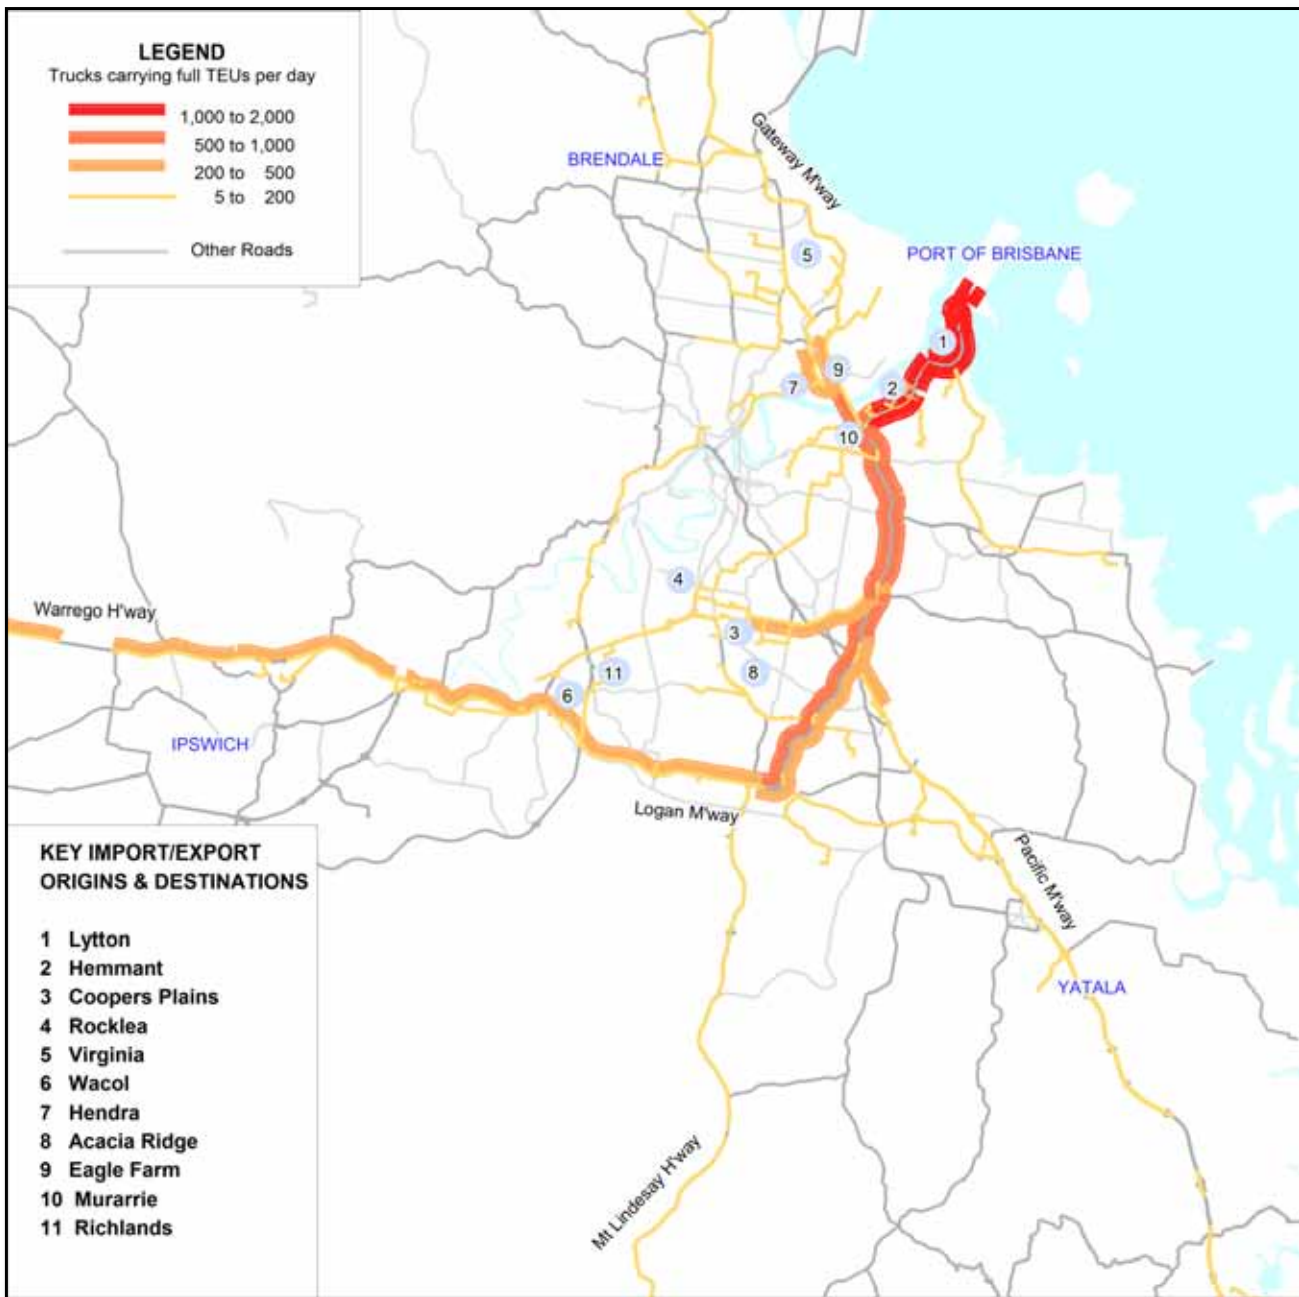 LEGEND
Trucks carrying full TEUs per day
1,000 to 2,000
500 to 1,000
200 to 500
5 to 200
Other Roads
Gateway M'way
BRENDALE
5
PORT OF BRISBANE
1
9
7
2
10
4
Warrego H'way
3
11
8
6
IPSWICH
Logan M'way
Pacific M'way
YATALA
Mt Lindesay H'way
KEY IMPORT/EXPORT
ORIGINS & DESTINATIONS
1 Lytton
2 Hemmant
3 Coopers Plains
4 Rocklea
5 Virginia
6 Wacol
7 Hendra
8 Acacia Ridge
9 Eagle Farm
10 Murarrie
11 Richlands